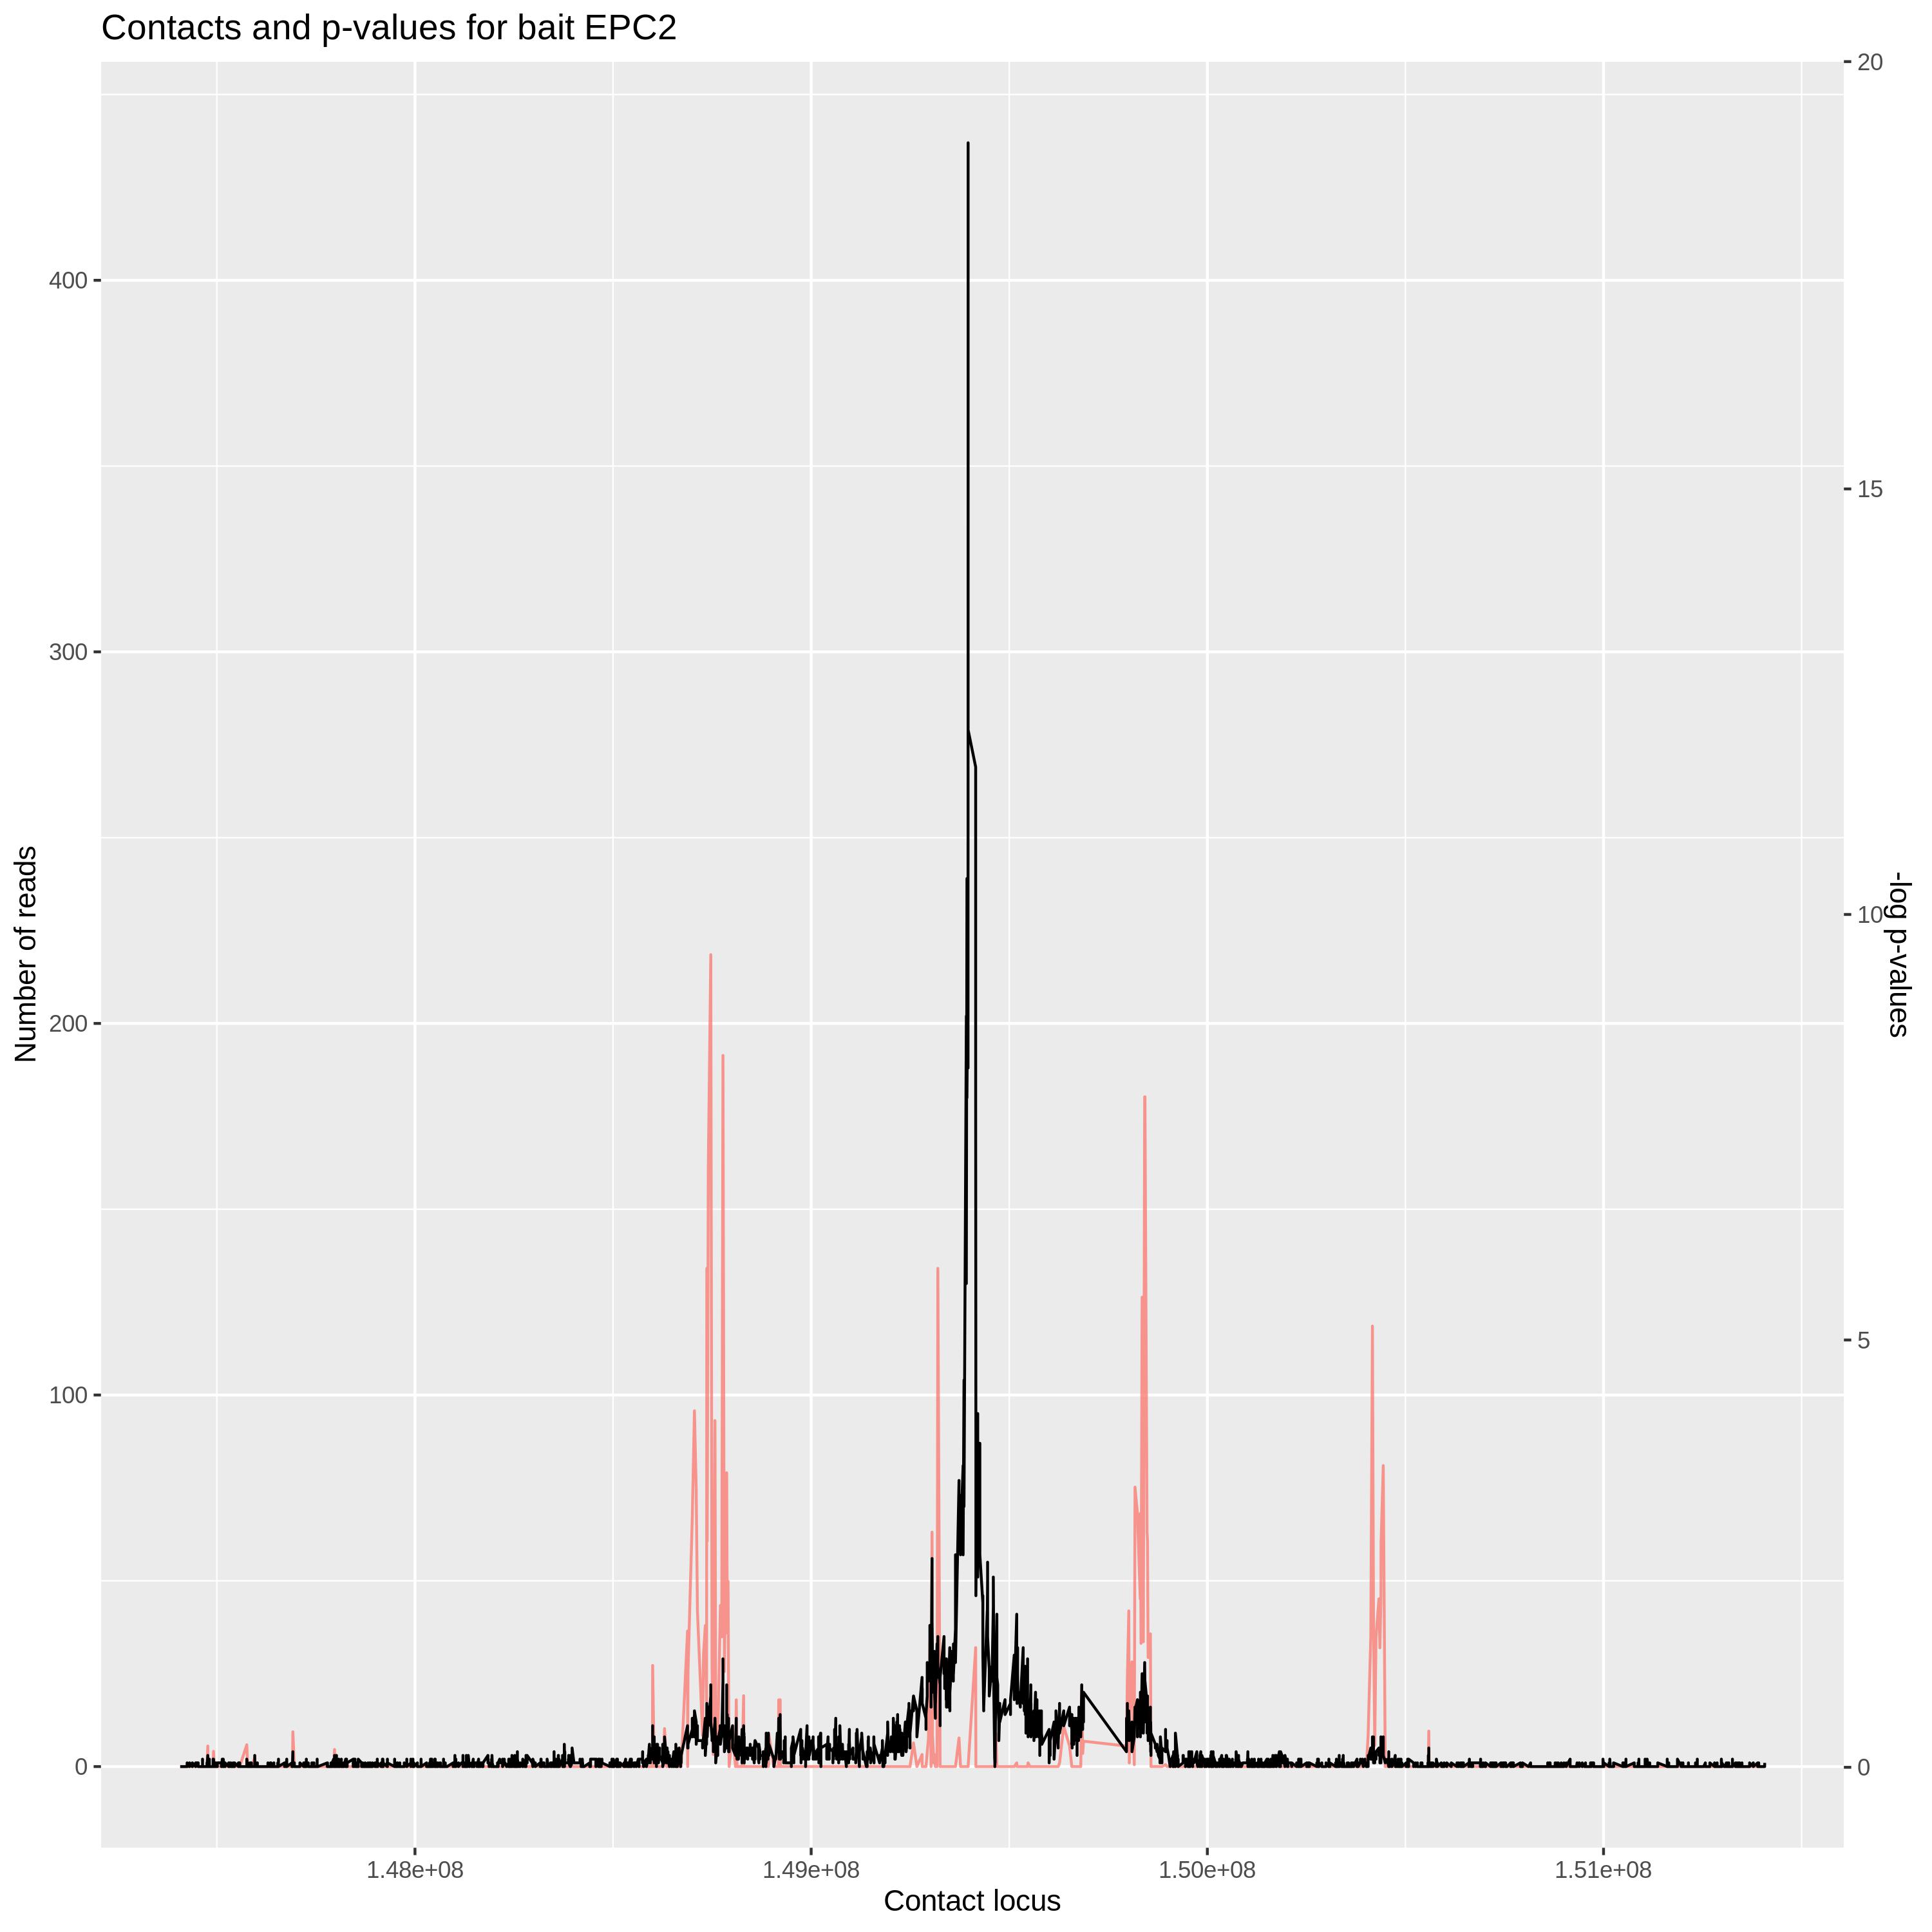 Contacts and p-values for bait EPC2
20
400
15
300
10
200
5
100
0
0
Number of reads
-log p-values
1.48e+08
1.49e+08
1.50e+08
1.51e+08
Contact locus